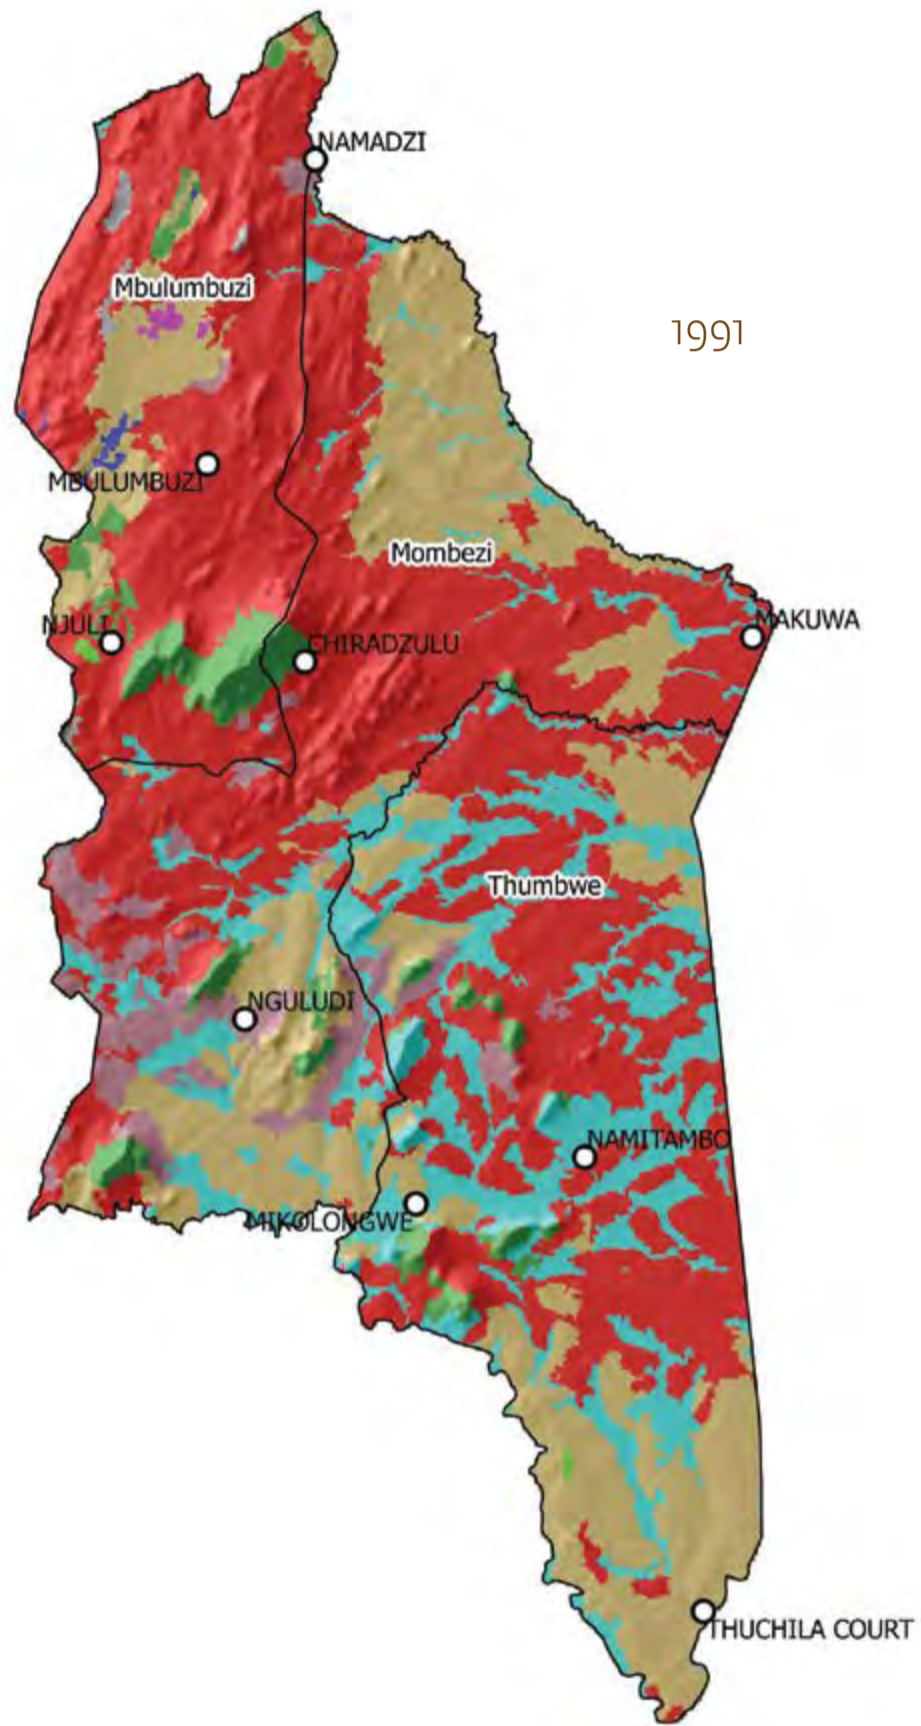 NAMADZI
Mbulumbuzi
1991
MBULUMBUZI
Mombezi
NJULI
MAKUWA
CHIRADZULU
Thumbwe
NGULUDI
NAMITAMBO
MIKOLONGWE
THUCHILA COURT